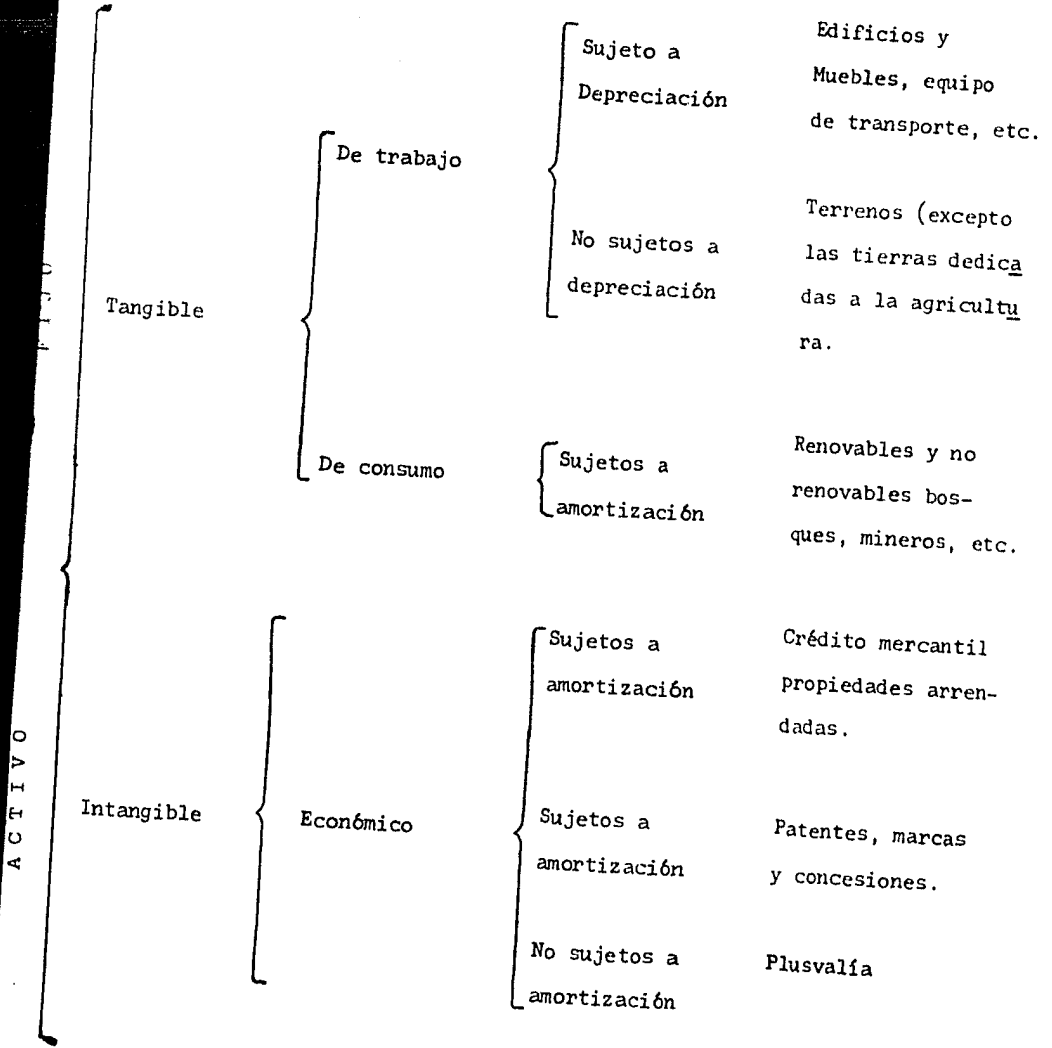 ACTIVO
FIJO
Tangible
De trabajo
Sujeto a
Depreciación
Edificios y
Muebles, equipo
de transporte, etc.
No sujetos a
depreciación
Terrenos (excepto
las tierras dedica
das a la agricultu
ra.
De consumo
Sujetos a
amortización
Renovables y no
renovables bos-
ques, mineros, etc.
Intangible
Económico
Sujetos a
amortización
Crédito mercantil
propiedades arren-
dadas.
Sujetos a
amortización
Patentes, marcas
y concesiones.
No sujetos a
amortización
Plusvalía